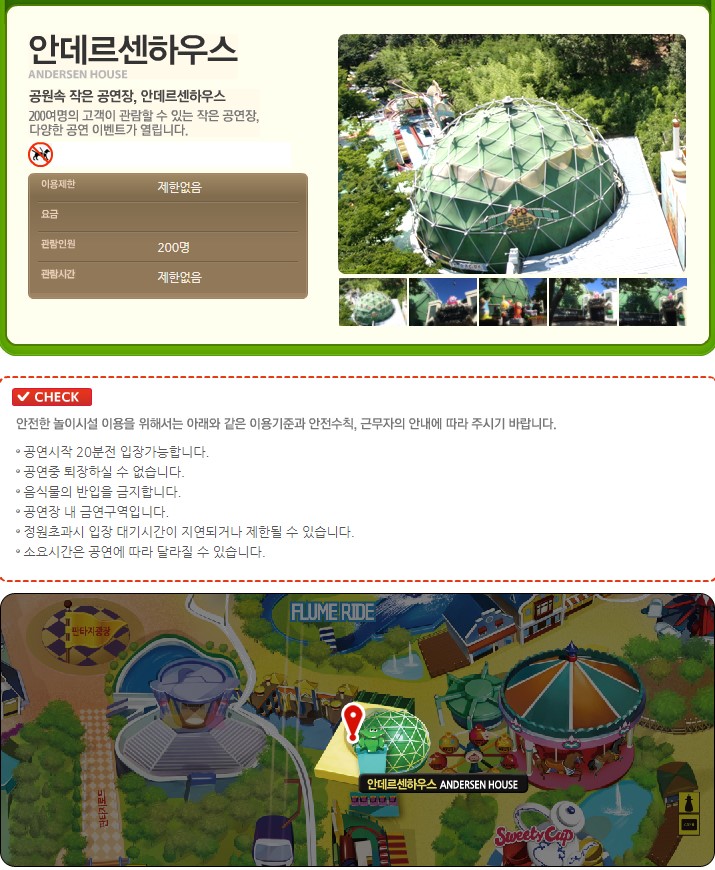 안데르센하우스
ANDERSEN HOUSE
공원속 작은 공연장, 안데르센하우스
200여명의 고객이 관람할 수 있는 작은 공연장,
다양한 공연 이벤트가 열립니다.
이용제한 제한없음
요금
관람인원 200명
관람시간 제한없음
CHECK
안전한 놀이시설 이용을 위해서는 아래와 같은 이용기준과 안전수칙, 근무자의 안내에 따라 주시기 바랍니다.
공연시작 20분전 입장가능합니다.
공연중 퇴장하실 수 없습니다.
음식물의 반입을 금지합니다.
공연장 내 금연구역입니다.
정원초과시 입장 대기시간이 지연되거나 제한될 수 있습니다.
소요시간은 공연에 따라 달라질 수 있습니다.
FLUME RIDE
판타지광장
안데르센하우스 ANDERSEN HOUSE
Sweety Cap